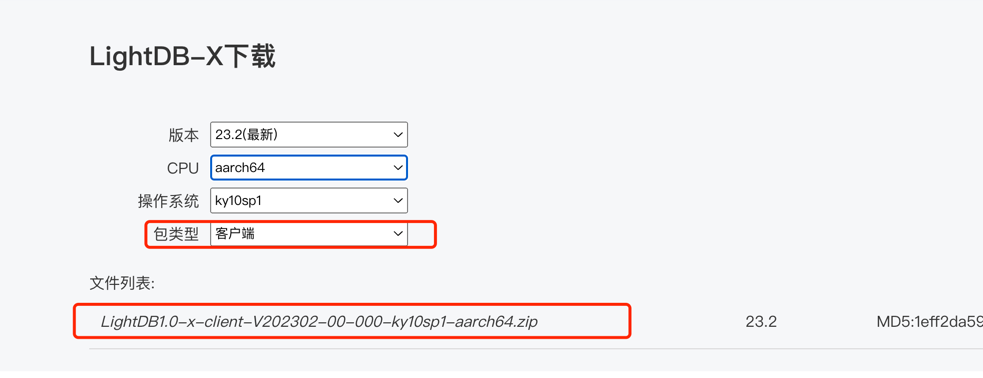 LightDB-X下载
版本 23.2(最新)
CPU aarch64
操作系统 ky10sp1
包类型 客户端
文件列表:
LightDB1.0-x-client-V202302-00-000-ky10sp1-aarch64.zip 23.2 MD5:1eff2da59